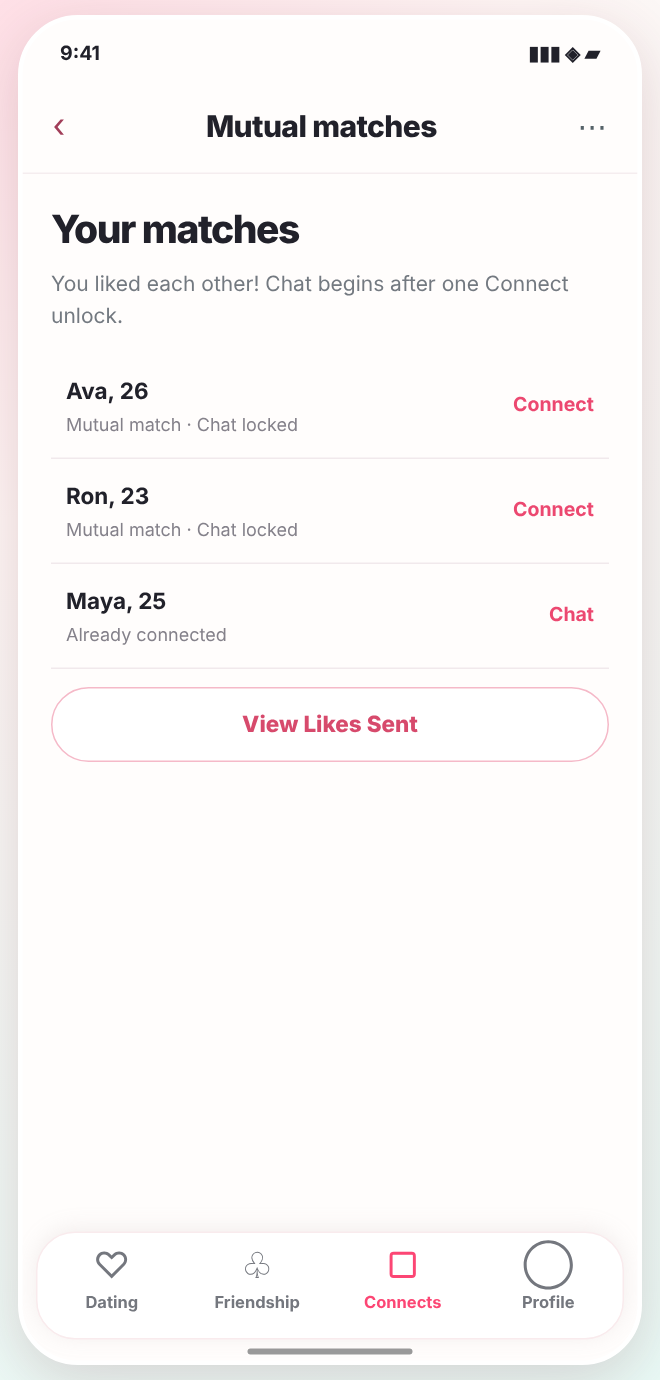 9:41
Mutual matches
Your matches
You liked each other! Chat begins after one Connect
unlock.
Ava, 26
Mutual match · Chat locked
Connect
Ron, 23
Mutual match · Chat locked
Connect
Maya, 25
Already connected
Chat
View Likes Sent
Dating
Friendship
Connects
Profile